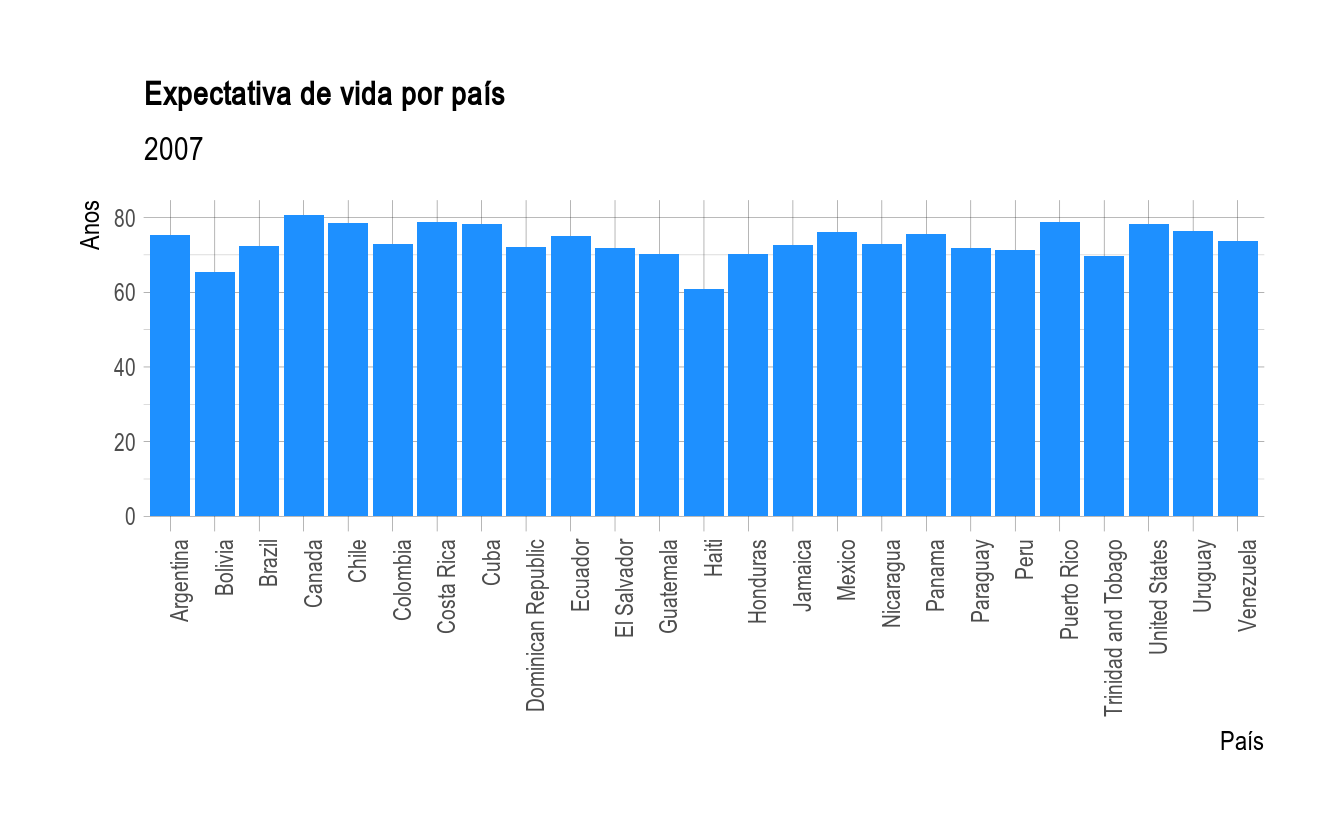 Expectativa de vida por país
2007
Anos
80
60
40
20
0
Argentina
Bolivia
Brazil
Canada
Chile
Colombia
Costa Rica
Cuba
Dominican Republic
Ecuador
El Salvador
Guatemala
Haiti
Honduras
Jamaica
Mexico
Nicaragua
Panama
Paraguay
Peru
Puerto Rico
Trinidad and Tobago
United States
Uruguay
Venezuela
País